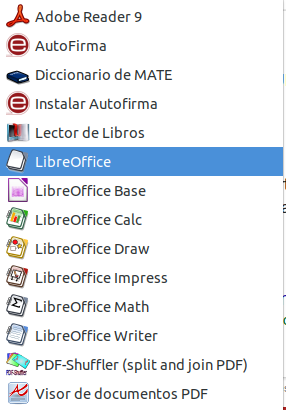 Adobe Reader 9
AutoFirma
Diccionario de MATE
Instalar Autofirma
Lector de Libros
LibreOffice
LibreOffice Base
LibreOffice Calc
LibreOffice Draw
LibreOffice Impress
LibreOffice Math
LibreOffice Writer
PDF-Shuffler (split and join PDF)
Visor de documentos PDF